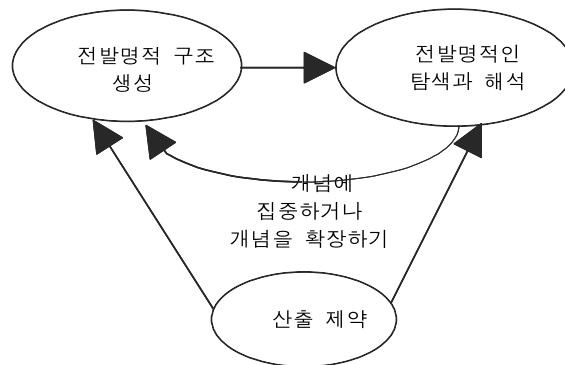 전발명적 구조
생성
전발명적인
탐색과 해석
개념에
집중하거나
개념을 확장하기
산출 제약